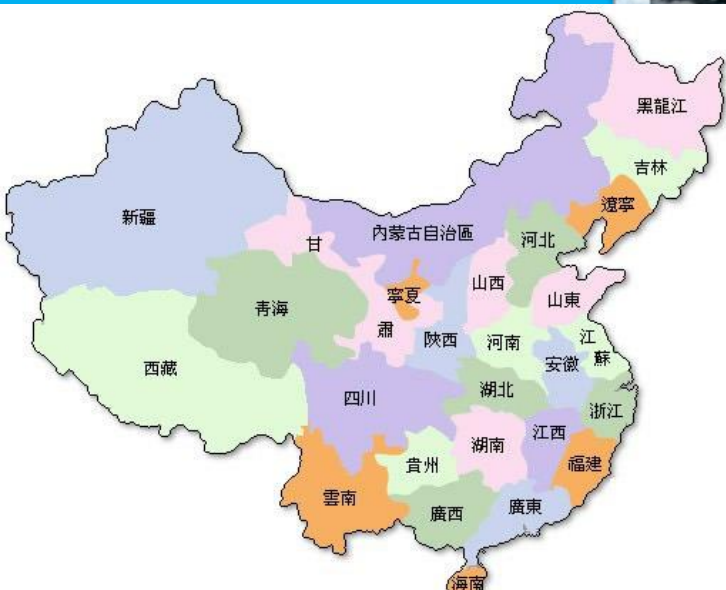 黑龍江
吉林
遼寧
新疆
內蒙古自治區
河北
甘
肅
寧夏
山西
山東
青海
陝西
河南
江
蘇
西藏
四川
湖北
安徽
浙江
貴州
湖南
江西
福建
雲南
廣西
廣東
海南